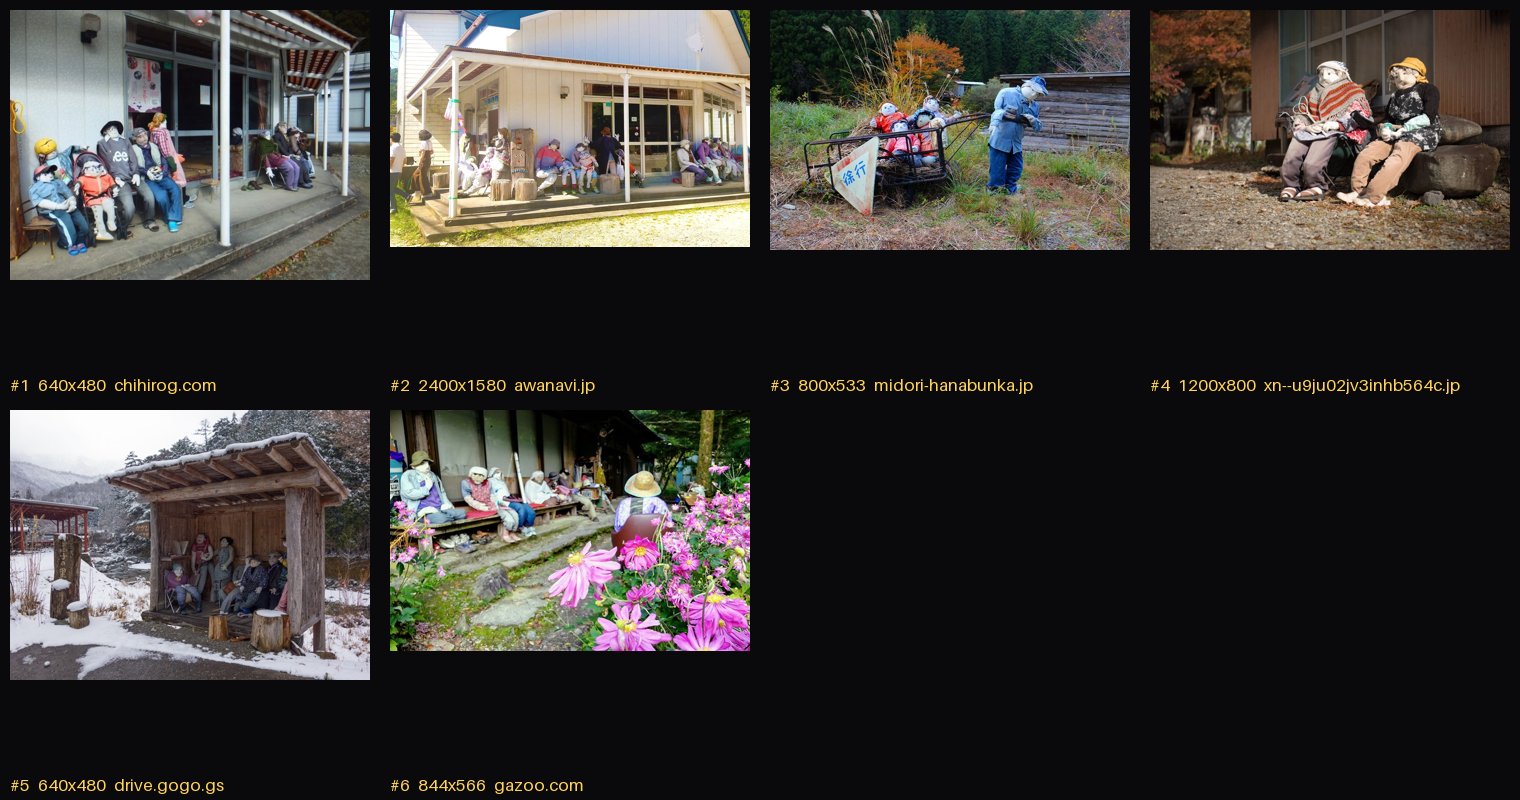 徐行
#1 640x480 chihirog.com
#2 2400x1580 awanavi.jp
#3 800x533 midori-hanabunka.jp
#4 1200x800 xn--u9ju02jv3inhb564c.jp
#5 640x480 drive.gogo.gs
#6 844x566 gazoo.com